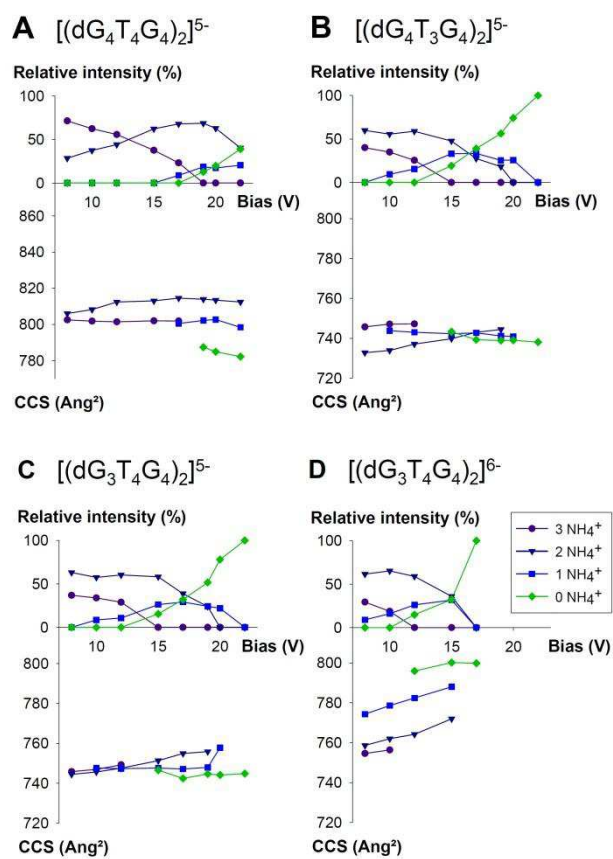 A [(dG₄T₄G₄)₂]⁵⁻
Relative intensity (%)
100
50
0
10 15 20
Bias (V)
860
840
820
800
780
CCS (Ang²)
B [(dG₄T₃G₄)₂]⁵⁻
Relative intensity (%)
100
50
0
10 15 20
Bias (V)
800
780
760
740
720
CCS (Ang²)
C [(dG₃T₄G₄)₂]⁵⁻
Relative intensity (%)
100
50
0
10 15 20
Bias (V)
800
780
760
740
720
CCS (Ang²)
D [(dG₃T₄G₄)₂]⁶⁻
Relative intensity (%)
100
50
0
10 15 20
Bias (V)
800
780
760
740
720
CCS (Ang²)
3 NH₄⁺
2 NH₄⁺
1 NH₄⁺
0 NH₄⁺